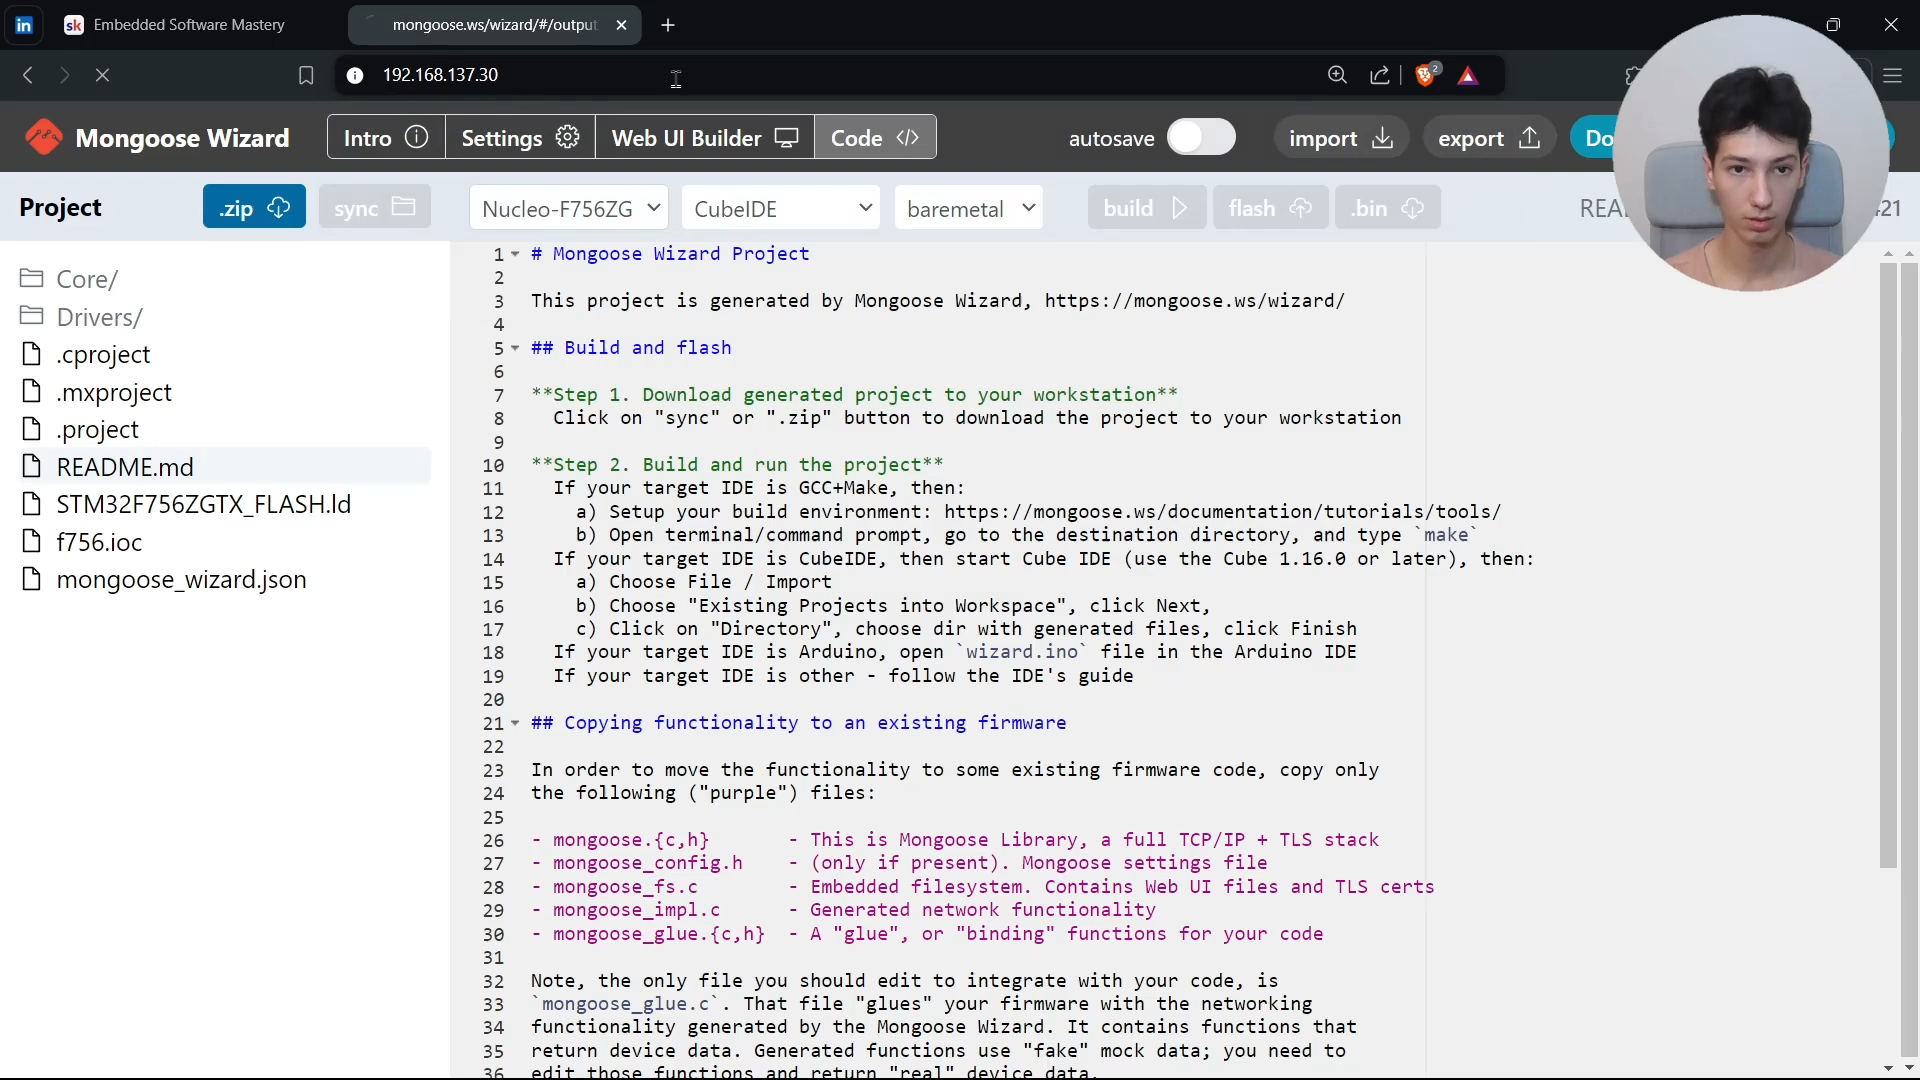 in
sk Embedded Software Mastery
mongoose.ws/wizard/#/output
192.168.137.30
2
Mongoose Wizard
Intro
Settings
Web UI Builder
Code </>
autosave
import
export
Do
Project
.zip
sync
Nucleo-F756ZG
CubeIDE
baremetal
build
flash
.bin
REA
421
Core/
Drivers/
.cproject
.mxproject
.project
README.md
STM32F756ZGTX_FLASH.ld
f756.ioc
mongoose_wizard.json
1 # Mongoose Wizard Project
2
3 This project is generated by Mongoose Wizard, https://mongoose.ws/wizard/
4
5 ## Build and flash
6
7 **Step 1. Download generated project to your workstation**
8 Click on "sync" or ".zip" button to download the project to your workstation
9
10 **Step 2. Build and run the project**
11 If your target IDE is GCC+Make, then:
12 a) Setup your build environment: https://mongoose.ws/documentation/tutorials/tools/
13 b) Open terminal/command prompt, go to the destination directory, and type `make`
14 If your target IDE is CubeIDE, then start Cube IDE (use the Cube 1.16.0 or later), then:
15 a) Choose File / Import
16 b) Choose "Existing Projects into Workspace", click Next,
17 c) Click on "Directory", choose dir with generated files, click Finish
18 If your target IDE is Arduino, open `wizard.ino` file in the Arduino IDE
19 If your target IDE is other - follow the IDE's guide
20
21 ## Copying functionality to an existing firmware
22
23 In order to move the functionality to some existing firmware code, copy only
24 the following ("purple") files:
25
26 - mongoose.{c,h} - This is Mongoose Library, a full TCP/IP + TLS stack
27 - mongoose_config.h - (only if present). Mongoose settings file
28 - mongoose_fs.c - Embedded filesystem. Contains Web UI files and TLS certs
29 - mongoose_impl.c - Generated network functionality
30 - mongoose_glue.{c,h} - A "glue", or "binding" functions for your code
31
32 Note, the only file you should edit to integrate with your code, is
33 `mongoose_glue.c`. That file "glues" your firmware with the networking
34 functionality generated by the Mongoose Wizard. It contains functions that
35 return device data. Generated functions use "fake" mock data; you need to
36 edit those functions and return "real" device data.